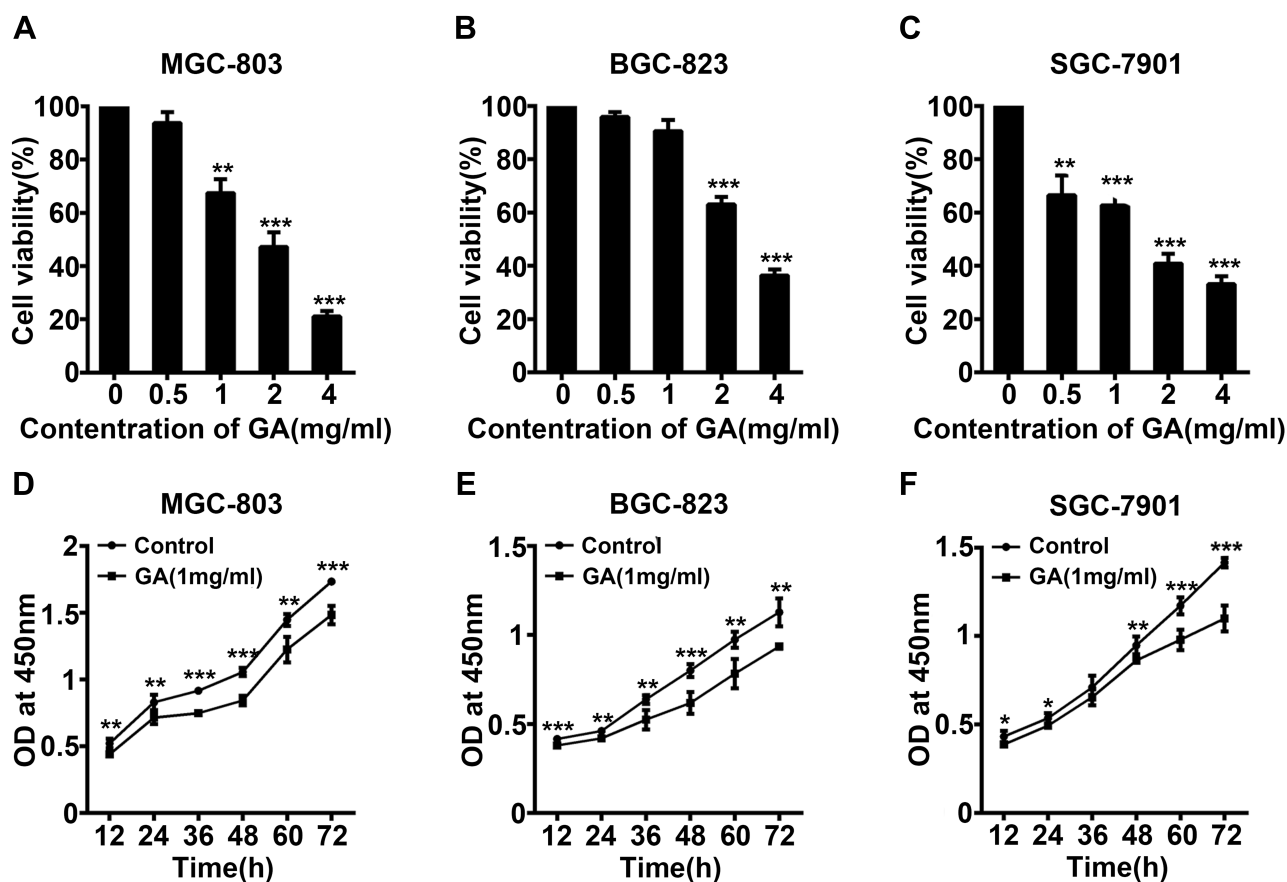 A
MGC-803
Cell viability(%)
100
80
60
40
20
0
**
***
***
0 0.5 1 2 4
Contentration of GA(mg/ml)
B
BGC-823
Cell viability(%)
100
80
60
40
20
0
***
***
0 0.5 1 2 4
Contentration of GA(mg/ml)
C
SGC-7901
Cell viability(%)
100
80
60
40
20
0
**
***
***
***
0 0.5 1 2 4
Contentration of GA(mg/ml)
D
MGC-803
OD at 450nm
2
1.5
1
0.5
0
Control
GA(1mg/ml)
** ** *** *** ** ***
12 24 36 48 60 72
Time(h)
E
BGC-823
OD at 450nm
1.5
1
0.5
0
Control
GA(1mg/ml)
*** ** ** *** ** **
12 24 36 48 60 72
Time(h)
F
SGC-7901
OD at 450nm
1.5
1
0.5
0
Control
GA(1mg/ml)
* * ** *** ***
12 24 36 48 60 72
Time(h)